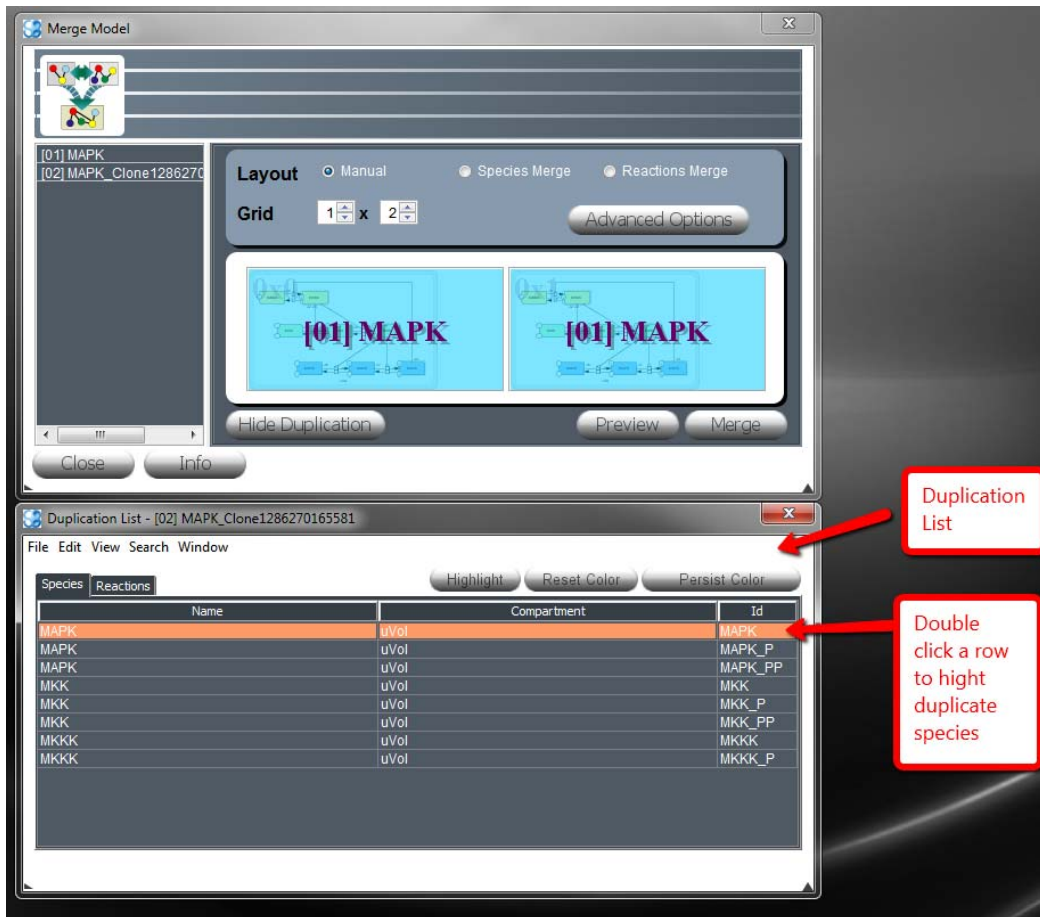 Merge Model
[01] MAPK
[02] MAPK_Clone1286270
Layout Manual Species Merge Reactions Merge
Grid 1 x 2 Advanced Options
0x0 0x1
[01] MAPK [01] MAPK
Hide Duplication Preview Merge
Close Info
Duplication List - [02] MAPK_Clone1286270165581
File Edit View Search Window
Species Reactions Highlight Reset Color Persist Color
Name Compartment Id
MAPK uVol MAPK
MAPK uVol MAPK_P
MAPK uVol MAPK_PP
MKK uVol MKK
MKK uVol MKK_P
MKK uVol MKK_PP
MKKK uVol MKKK
MKKK uVol MKKK_P
Duplication
List
Double
click a row
to hight
duplicate
species